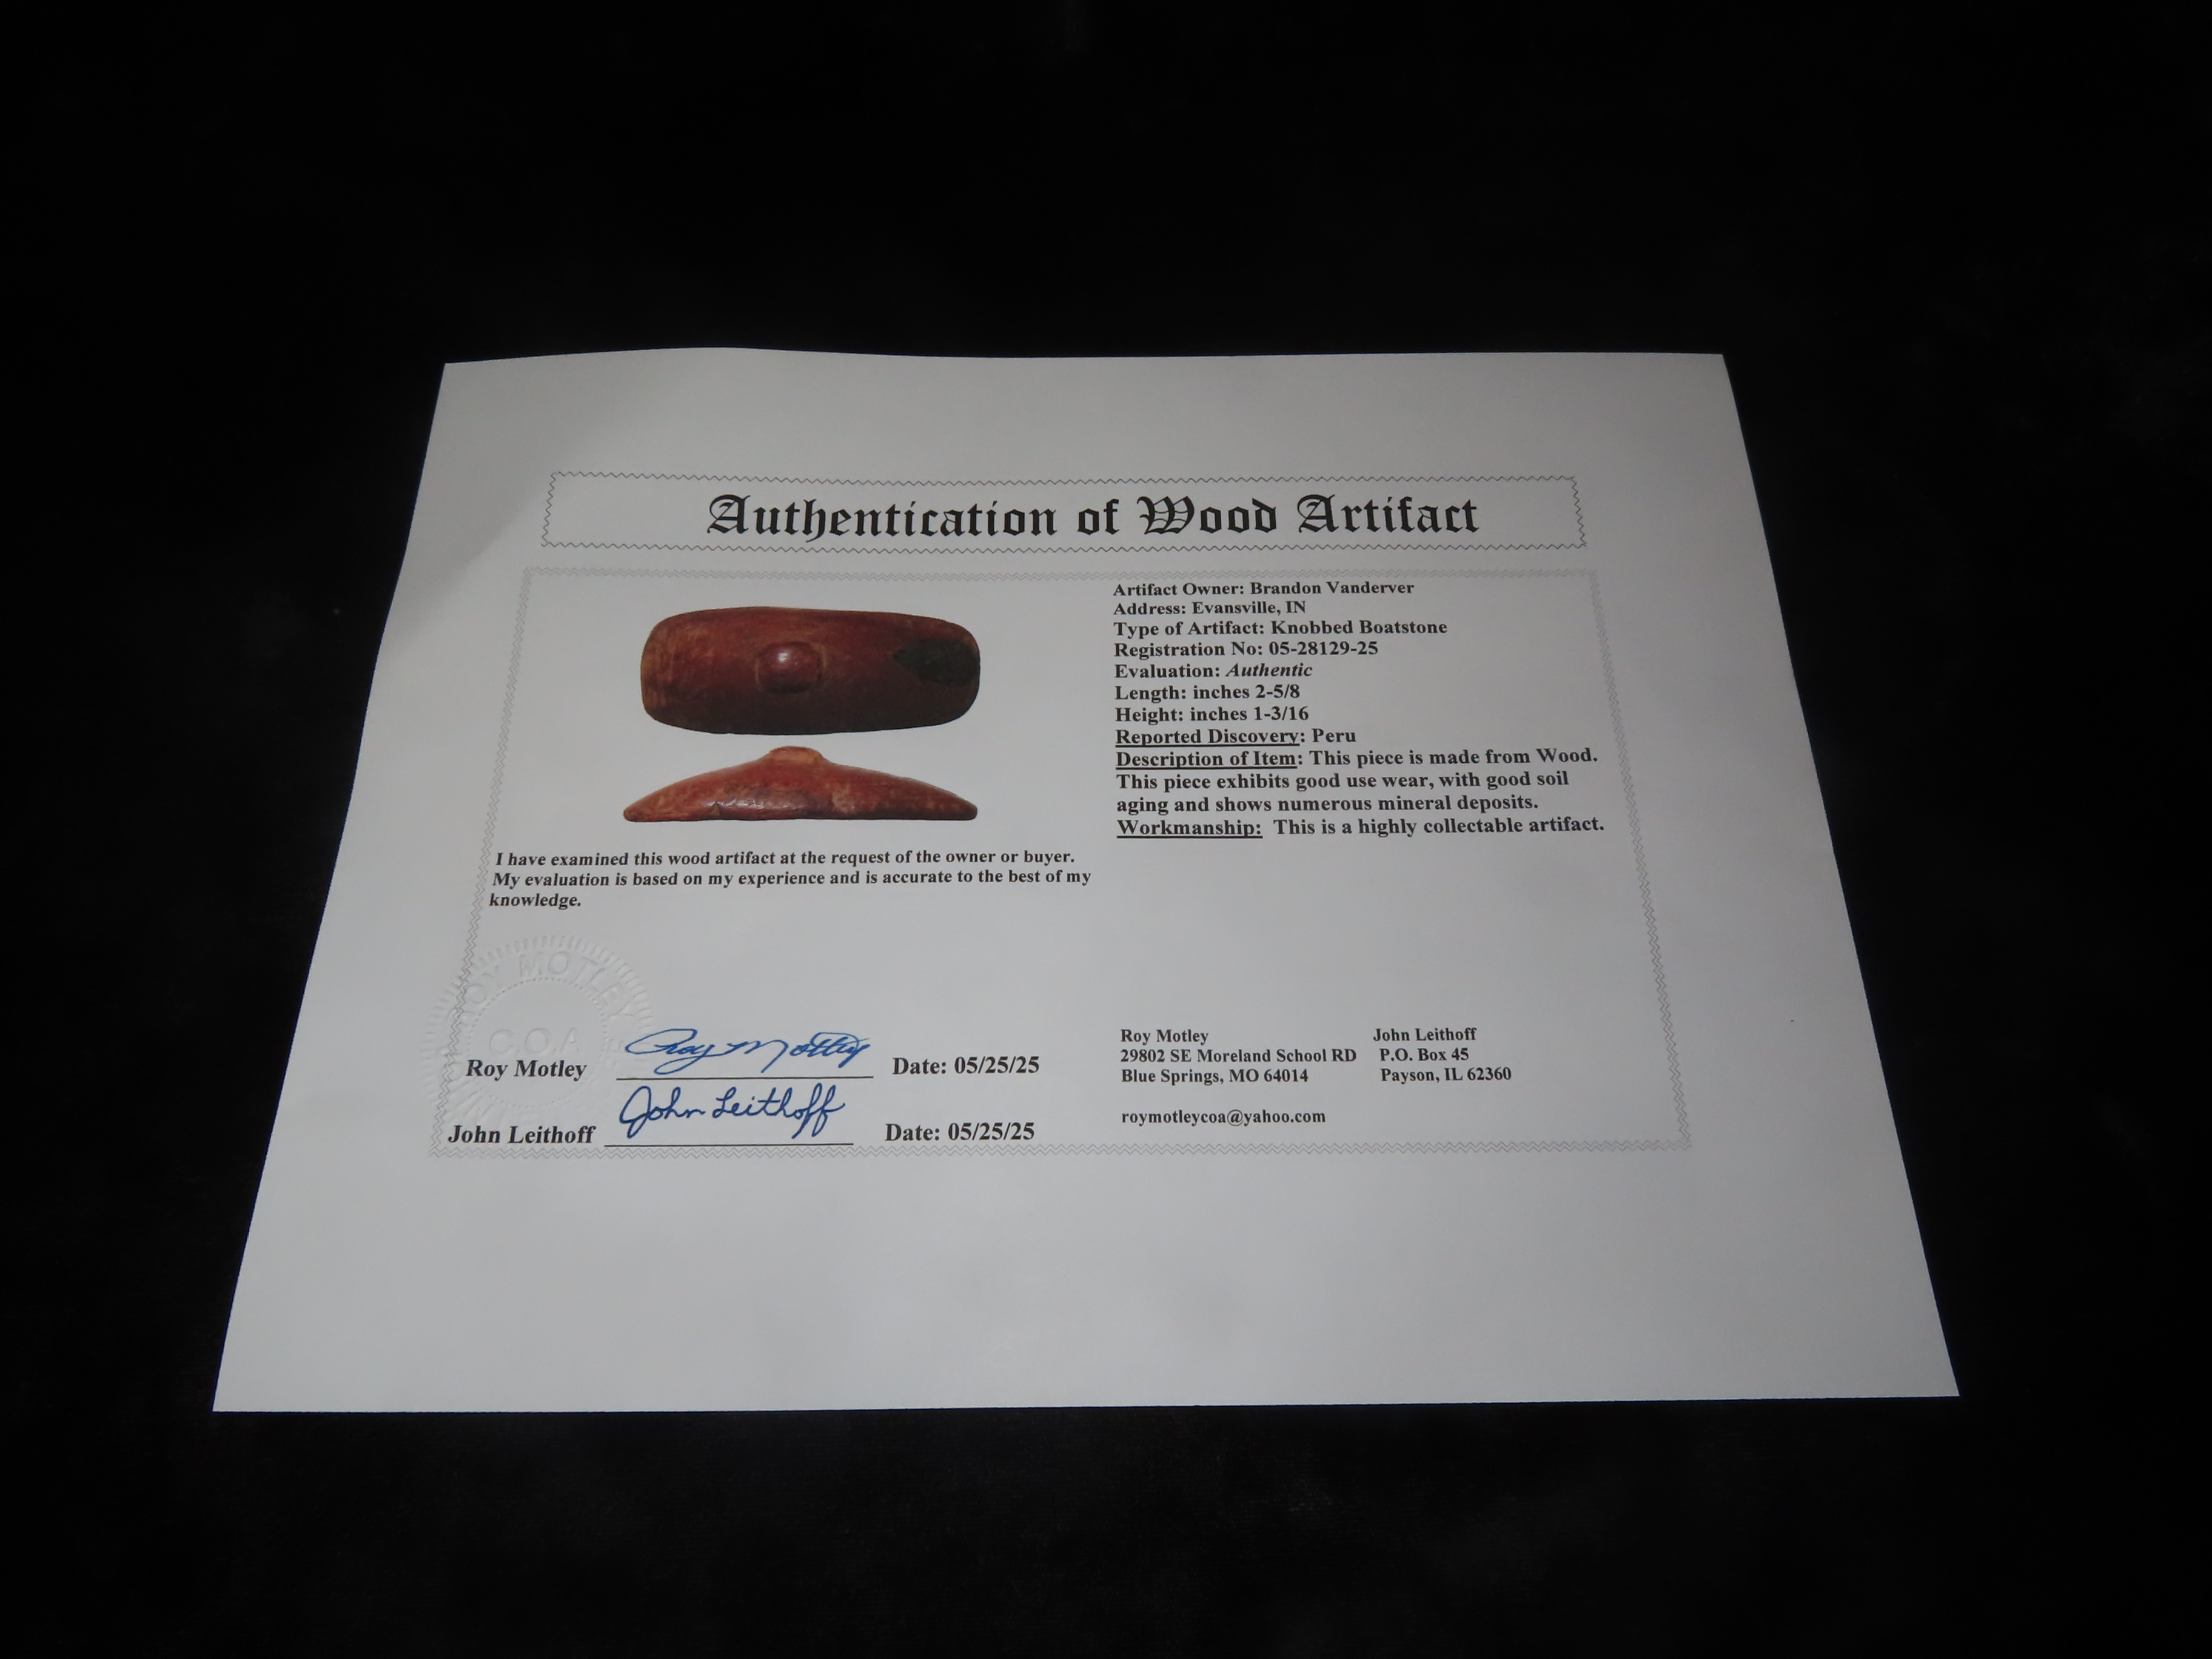 Authentication of Wood Artifact
Artifact Owner: Brandon Vanderver
Address: Evansville, IN
Type of Artifact: Knobbed Boatstone
Registration No: 05-28129-25
Evaluation: Authentic
Length: inches 2-5/8
Height: inches 1-3/16
Reported Discovery: Peru
Description of Item: This piece is made from Wood.
This piece exhibits good use wear, with good soil
aging and shows numerous mineral deposits.
Workmanship: This is a highly collectable artifact.
I have examined this wood artifact at the request of the owner or buyer.
My evaluation is based on my experience and is accurate to the best of my
knowledge.
ROY MOTLEY
C.O.A
Roy Motley Roy Motley Date: 05/25/25
John Leithoff John Leithoff Date: 05/25/25
Roy Motley
29802 SE Moreland School RD
Blue Springs, MO 64014
roymotleycoa@yahoo.com
John Leithoff
P.O. Box 45
Payson, IL 62360